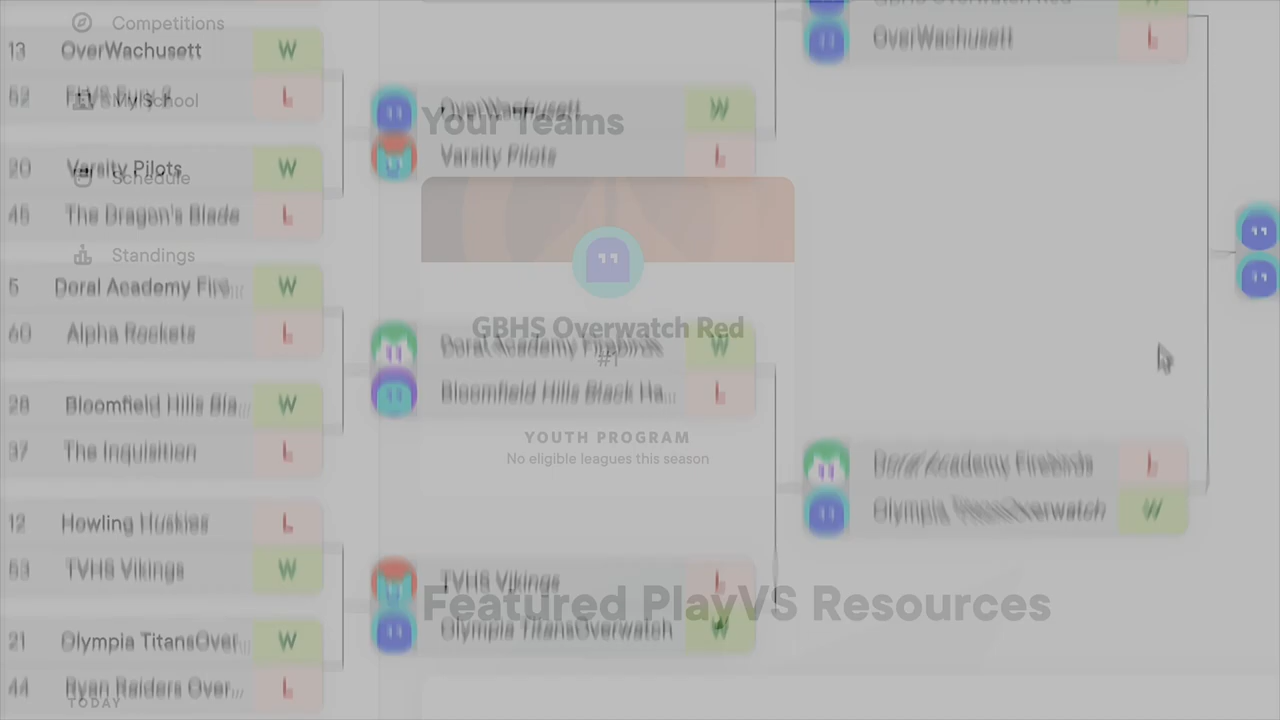 Competitions
13 OverWachusett W
L
My School
20 Varsity Pilots W
Schedule
45 The Dragon's Blade L
Standings
5 Doral Academy Fire... W
60 Alpha Rockets L
28 Bloomfield Hills Bla... W
37 The Inquisition L
12 Howling Huskies L
53 TVHS Vikings W
21 Olympia TitansOver... W
44 Ryan Raiders Over... L
TODAY
OverWachusett W
Varsity Pilots L
Your Teams
GBHS Overwatch Red
#1
Doral Academy Firebirds W
Bloomfield Hills Black Ha... L
YOUTH PROGRAM
No eligible leagues this season
TVHS Vikings L
Olympia TitansOverwatch W
Featured PlayVS Resources
GBHS Overwatch Red W
OverWachusett L
Doral Academy Firebirds L
Olympia TitansOverwatch W